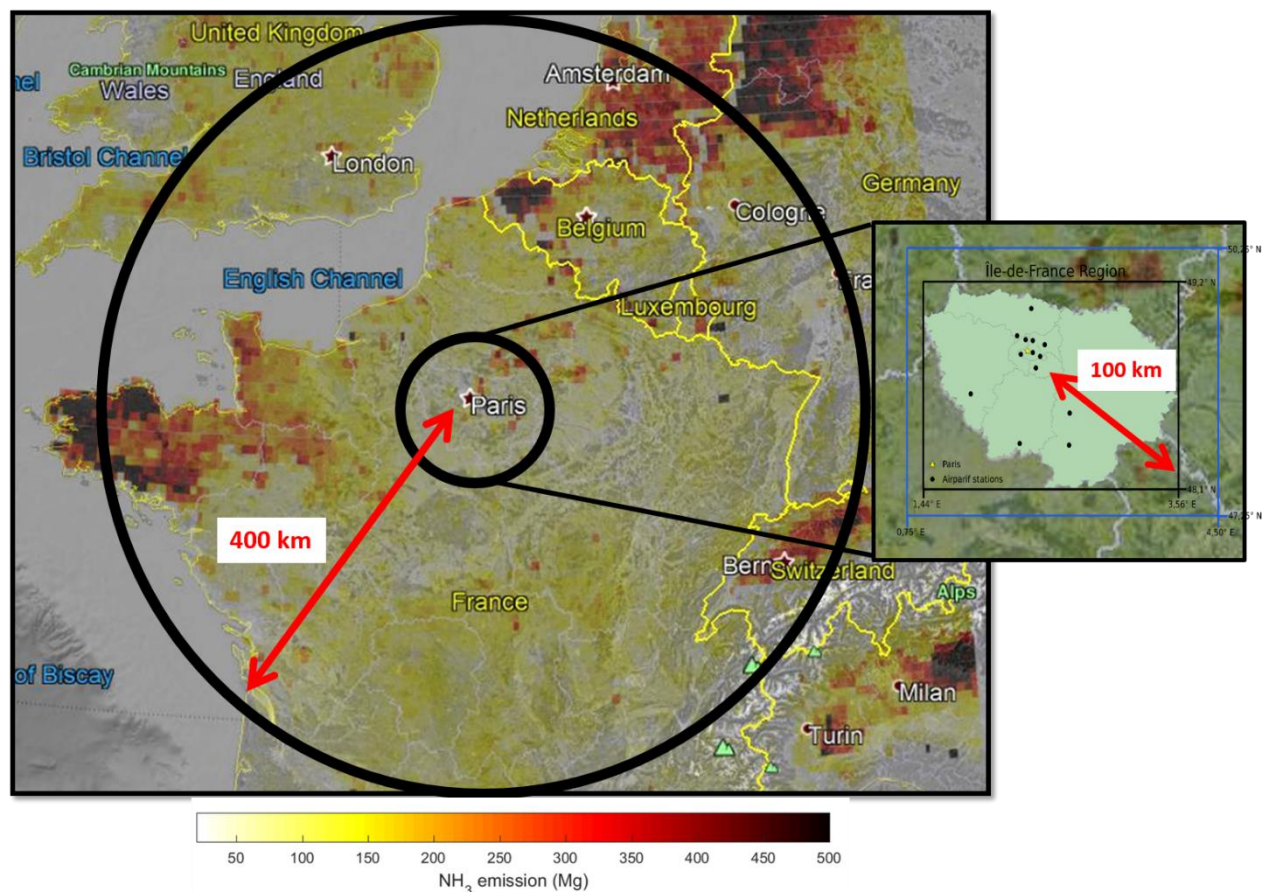 United Kingdom
Cambrian Mountains
England
Wales
nel
Bristol Channel
London
Amsterdam
Netherlands
Germany
Cologne
Belgium
English Channel
Fra
Luxembourg
Paris
400 km
Bern
Switzerland
France
Alps
of Biscay
Milan
Turin
50,25° N
Île-de-France Region
49.2° N
100 km
Paris
Airparif stations
48.1° N
1,44° E
3,56° E
47,25° N
0,75° E
4,50° E
50 100 150 200 250 300 350 400 450 500
NH3 emission (Mg)